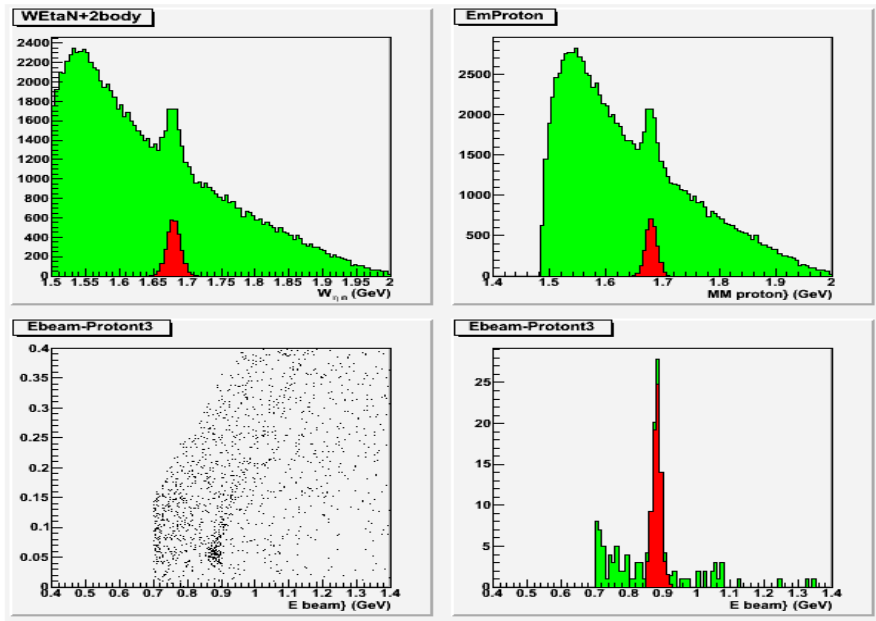 WEtaN+2body
2400
2200
2000
1800
1600
1400
1200
1000
800
600
400
200
0
1.5 1.55 1.6 1.65 1.7 1.75 1.8 1.85 1.9 1.95 2
W η n (GeV)
EmProton
2500
2000
1500
1000
500
0
1.4 1.5 1.6 1.7 1.8 1.9 2
MM proton} (GeV)
Ebeam-Protont3
0.4
0.35
0.3
0.25
0.2
0.15
0.1
0.05
0
0.4 0.5 0.6 0.7 0.8 0.9 1 1.1 1.2 1.3 1.4
E beam} (GeV)
Ebeam-Protont3
25
20
15
10
5
0
0.4 0.5 0.6 0.7 0.8 0.9 1 1.1 1.2 1.3 1.4
E beam} (GeV)